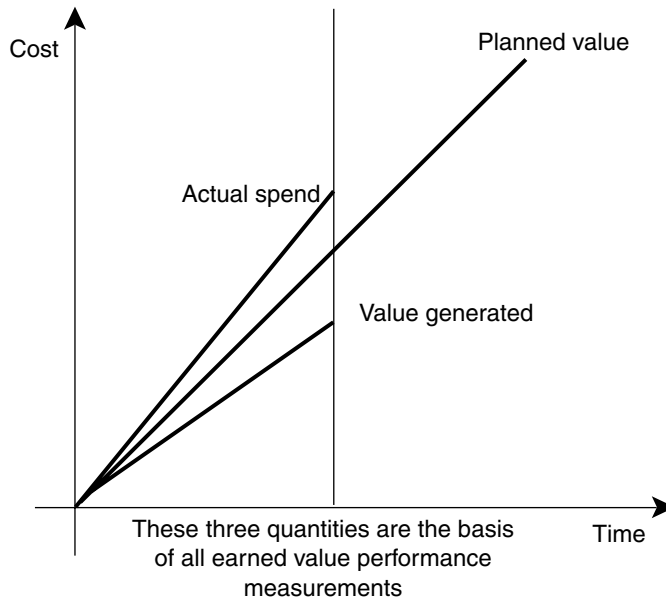 Cost
Planned value
Actual spend
Value generated
These three quantities are the basis
of all earned value performance
measurements
Time